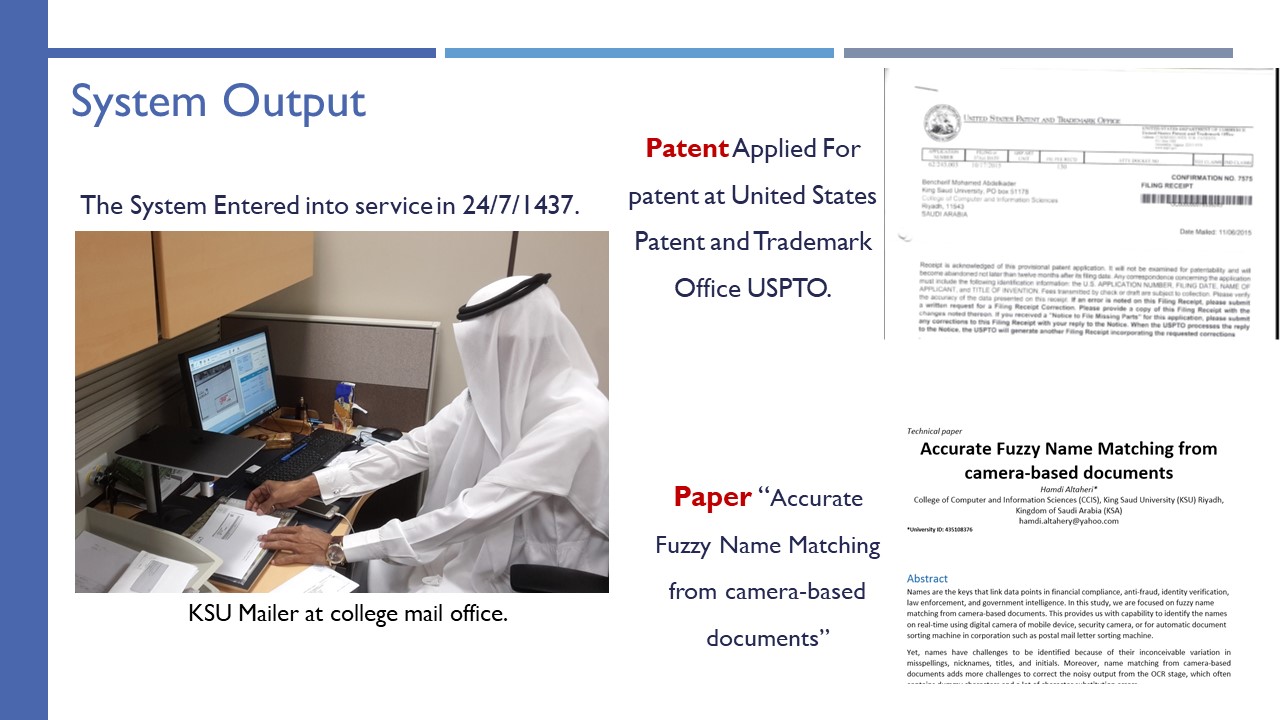 System Output
The System Entered into service in 24/7/1437.
KSU Mailer at college mail office.
Patent Applied For
patent at United States
Patent and Trademark
Office USPTO.
Paper “Accurate
Fuzzy Name Matching
from camera-based
documents”
UNITED STATES PATENT AND TRADEMARK OFFICE
CONFIRMATION NO. 7575
FILING RECEIPT
Bencherif Mohamed Abdelkader
King Saud University, PO box 51178
College of Computer and Information Sciences
Riyadh, 11543
SAUDI ARABIA
Date Mailed: 11/06/2015
Receipt is acknowledged of this provisional patent application. It will not be examined for patentability and will
become abandoned not later than twelve months after its filing date. Any correspondence concerning the application
must include the following identification information: the U.S. APPLICATION NUMBER, FILING DATE, NAME OF
APPLICANT, and TITLE OF INVENTION. Fees transmitted by check or draft are subject to collection. Please verify
the accuracy of the data presented on this receipt. If an error is noted on this Filing Receipt, please submit
a written request for a Filing Receipt Correction. Please provide a copy of this Filing Receipt with the
changes noted thereon. If you received a "Notice to File Missing Parts" for this application, please submit
any corrections to this Filing Receipt with your reply to the Notice. When the USPTO processes the reply
to the Notice, the USPTO will generate another Filing Receipt incorporating the requested corrections
Technical paper
Accurate Fuzzy Name Matching from
camera-based documents
Hamdi Altaheri*
College of Computer and Information Sciences (CCIS), King Saud University (KSU) Riyadh,
Kingdom of Saudi Arabia (KSA)
hamdi.altahery@yahoo.com
*University ID: 435108376
Abstract
Names are the keys that link data points in financial compliance, anti-fraud, identity verification,
law enforcement, and government intelligence. In this study, we are focused on fuzzy name
matching from camera-based documents. This provides us with capability to identify the names
on real-time using digital camera of mobile device, security camera, or for automatic document
sorting machine in corporation such as postal mail letter sorting machine.
Yet, names have challenges to be identified because of their inconceivable variation in
misspellings, nicknames, titles, and initials. Moreover, name matching from camera-based
documents adds more challenges to correct the noisy output from the OCR stage, which often